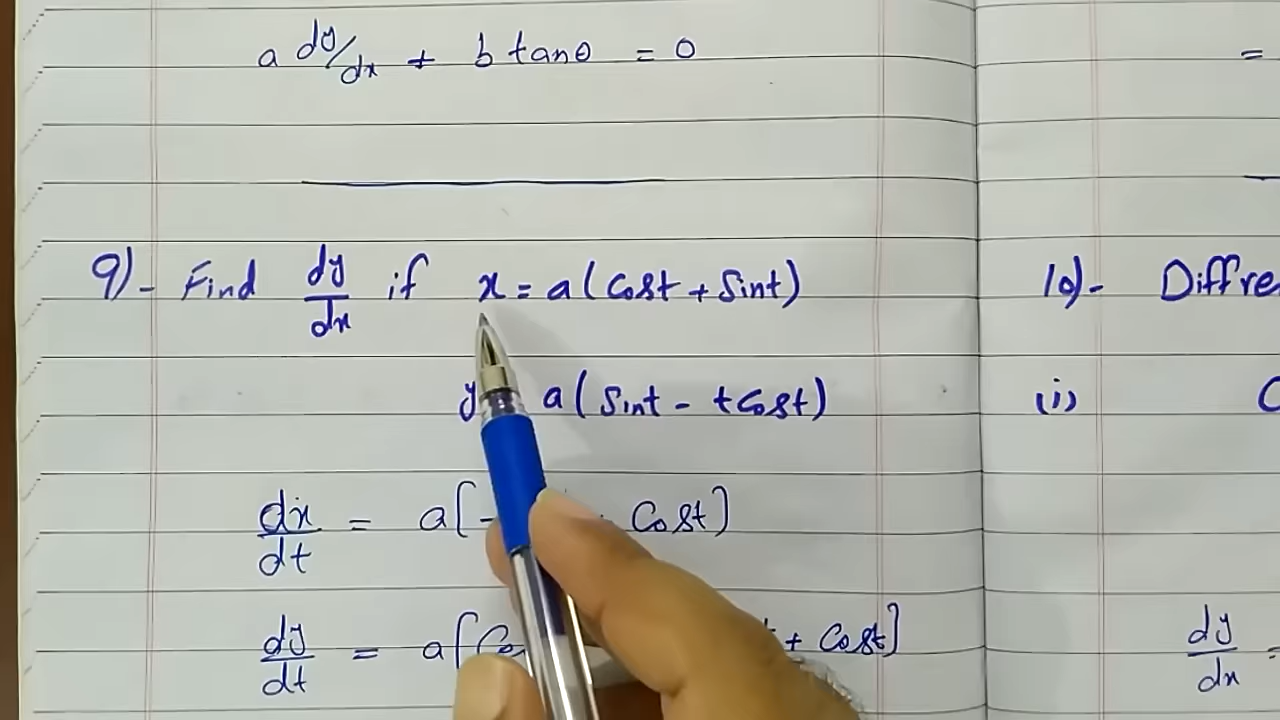 a dy/dx + b tanθ = 0
=
9)- Find dy/dx if x = a(Cost + Sint)
10)- Diffre
y a(Sint - tCost)
(i) C
dx/dt = a[- Cost]
dy/dt = a[Co t + Cost]
dy/dx =